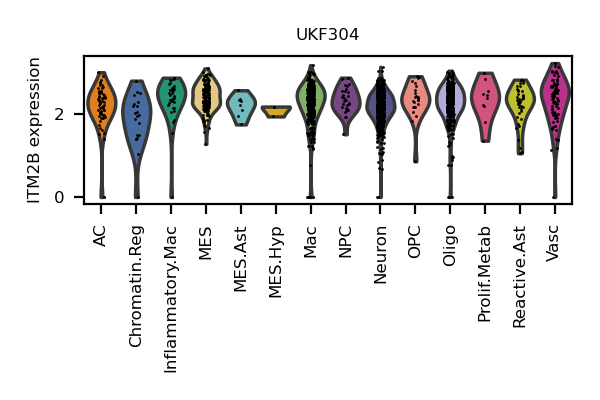 UKF304
ITM2B expression
2
0
AC
Chromatin.Reg
Inflammatory.Mac
MES
MES.Ast
MES.Hyp
Mac
NPC
Neuron
OPC
Oligo
Prolif.Metab
Reactive.Ast
Vasc